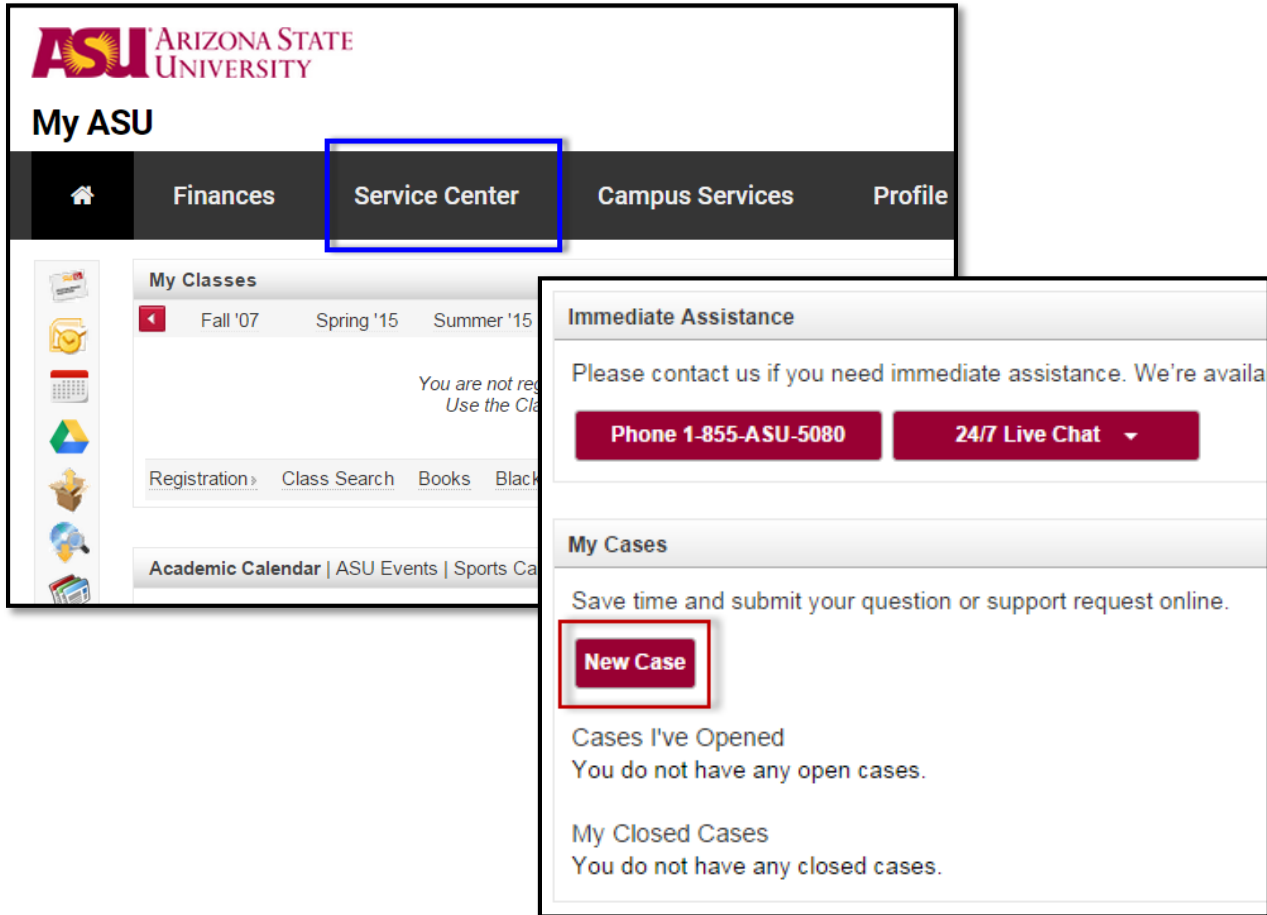 ASU ARIZONA STATE
UNIVERSITY
My ASU
Finances Service Center Campus Services Profile
My Classes
Fall '07 Spring '15 Summer '15
You are not reg
Use the Cla
Registration » Class Search Books Black
Academic Calendar | ASU Events | Sports Ca
Immediate Assistance
Please contact us if you need immediate assistance. We're availa
Phone 1-855-ASU-5080 24/7 Live Chat
My Cases
Save time and submit your question or support request online.
New Case
Cases I've Opened
You do not have any open cases.
My Closed Cases
You do not have any closed cases.